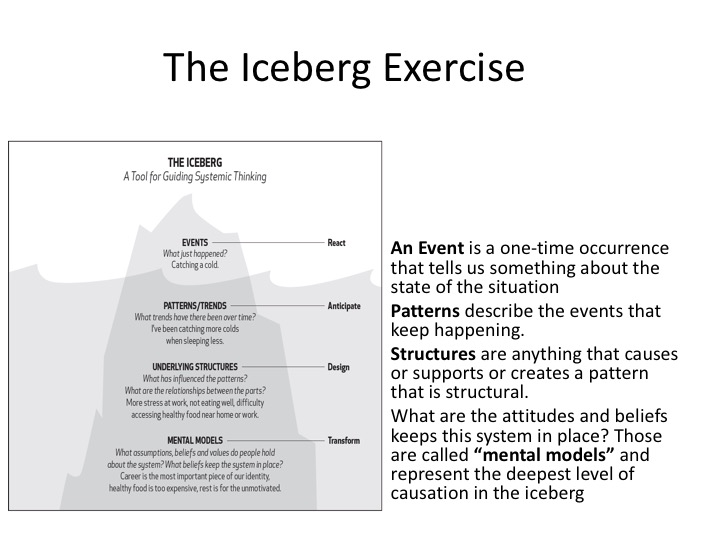 The Iceberg Exercise
THE ICEBERG
A Tool for Guiding Systemic Thinking
EVENTS React
What just happened?
Catching a cold.
PATTERNS/TRENDS Anticipate
What trends have there been over time?
I've been catching more colds
when sleeping less.
UNDERLYING STRUCTURES Design
What has influenced the patterns?
What are the relationships between the parts?
More stress at work, not eating well, difficulty
accessing healthy food near home or work.
MENTAL MODELS Transform
What assumptions, beliefs and values do people hold
about the system? What beliefs keep the system in place?
Career is the most important piece of our identity,
healthy food is too expensive, rest is for the unmotivated.
An Event is a one-time occurrence
that tells us something about the
state of the situation
Patterns describe the events that
keep happening.
Structures are anything that causes
or supports or creates a pattern
that is structural.
What are the attitudes and beliefs
keeps this system in place? Those
are called “mental models” and
represent the deepest level of
causation in the iceberg